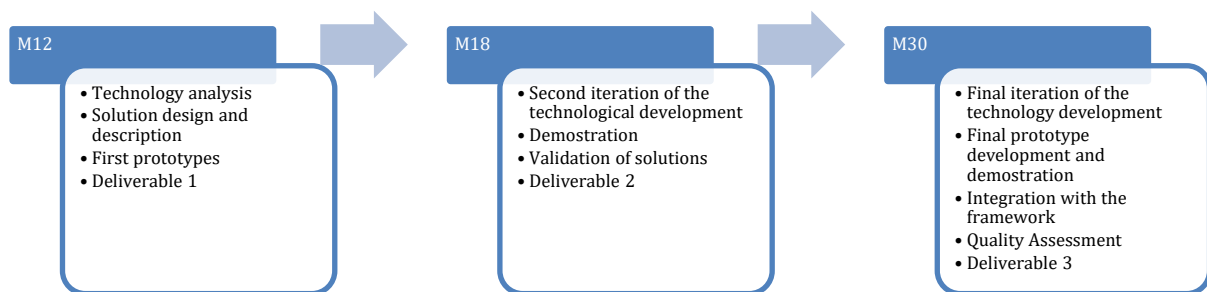 M12
• Technology analysis
• Solution design and
description
• First prototypes
• Deliverable 1
M18
• Second iteration of the
technological development
• Demostration
• Validation of solutions
• Deliverable 2
M30
• Final iteration of the
technology development
• Final prototype
development and
demostration
• Integration with the
framework
• Quality Assessment
• Deliverable 3